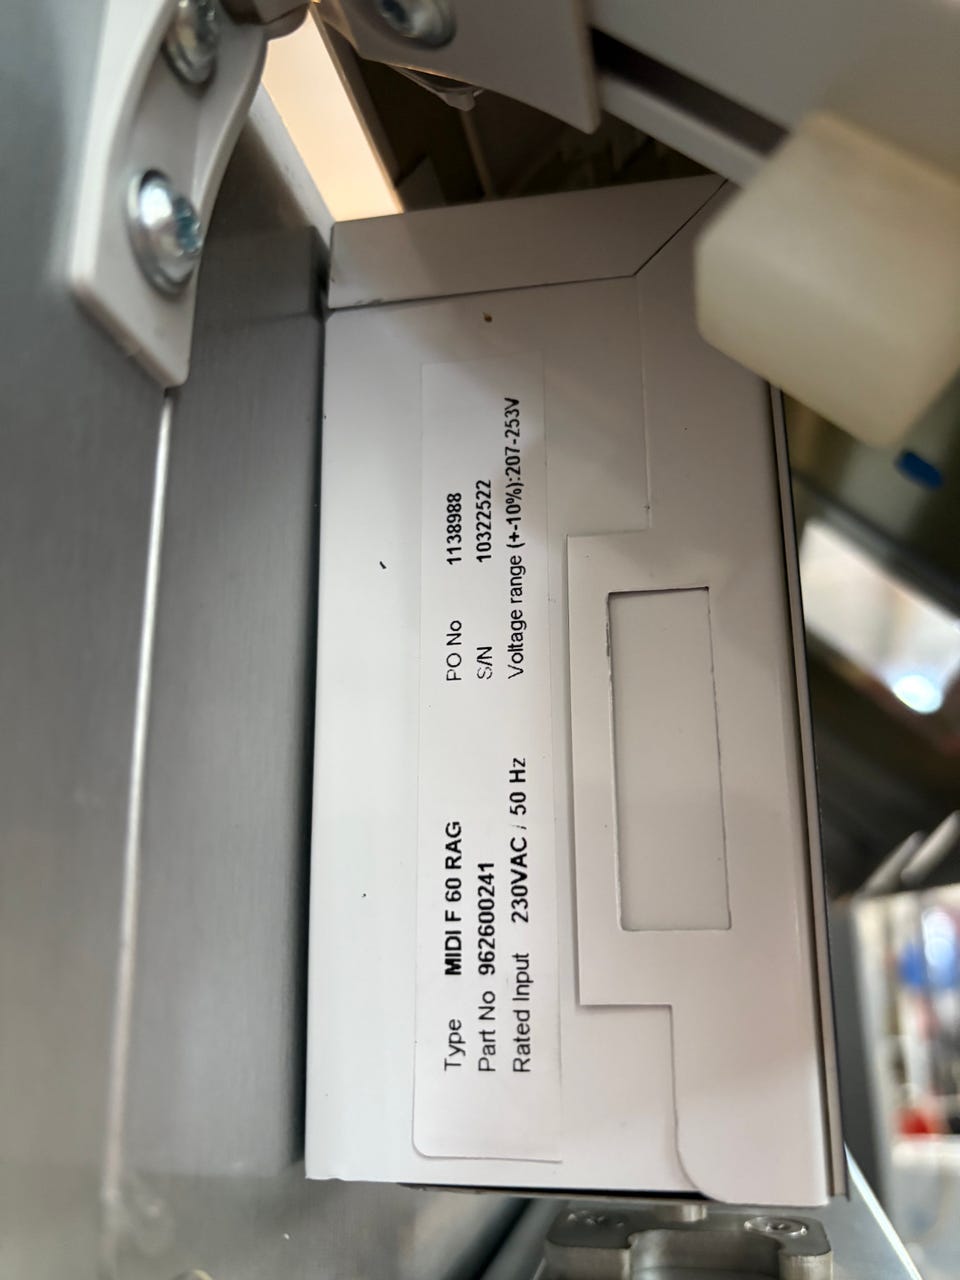 Type MIDI F 60 RAG PO No 1138988
Part No 962600241 S/N 10322522
Rated Input 230VAC / 50 Hz Voltage range (+-10%):207-253V